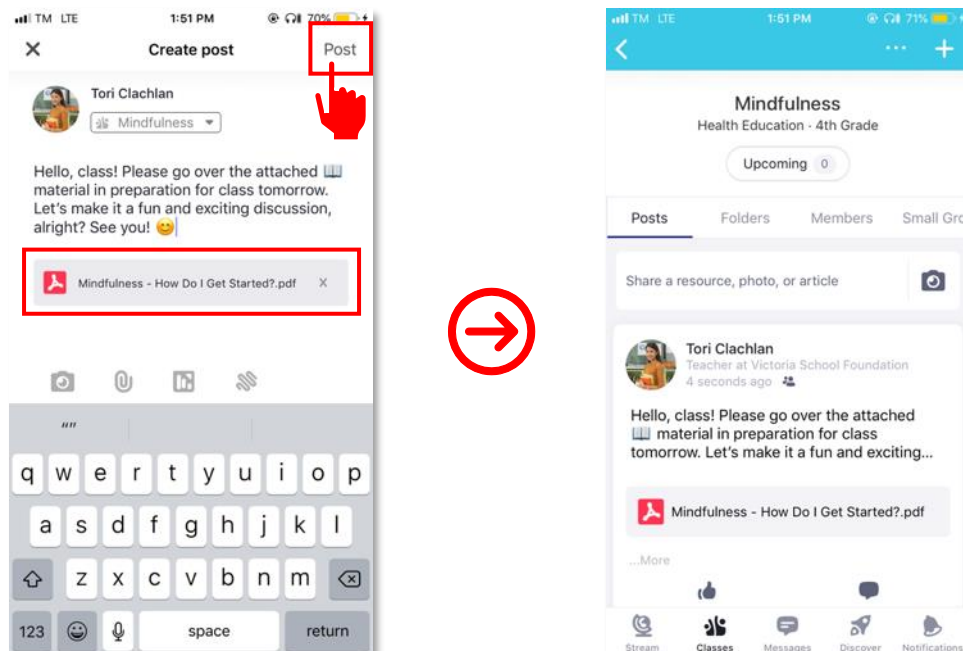 TM LTE 1:51 PM 70%
Create post Post
Tori Clachlan
Mindfulness
Hello, class! Please go over the attached 📖
material in preparation for class tomorrow.
Let's make it a fun and exciting discussion,
alright? See you! 😊
Mindfulness - How Do I Get Started?.pdf X
""
q w e r t y u i o p
a s d f g h j k l
z x c v b n m
123 space return
TM LTE 1:51 PM 71%
Mindfulness
Health Education · 4th Grade
Upcoming 0
Posts Folders Members Small Gro
Share a resource, photo, or article
Tori Clachlan
Teacher at Victoria School Foundation
4 seconds ago
Hello, class! Please go over the attached
📖 material in preparation for class
tomorrow. Let's make it a fun and exciting...
Mindfulness - How Do I Get Started?.pdf
...More
Stream Classes Messages Discover Notifications